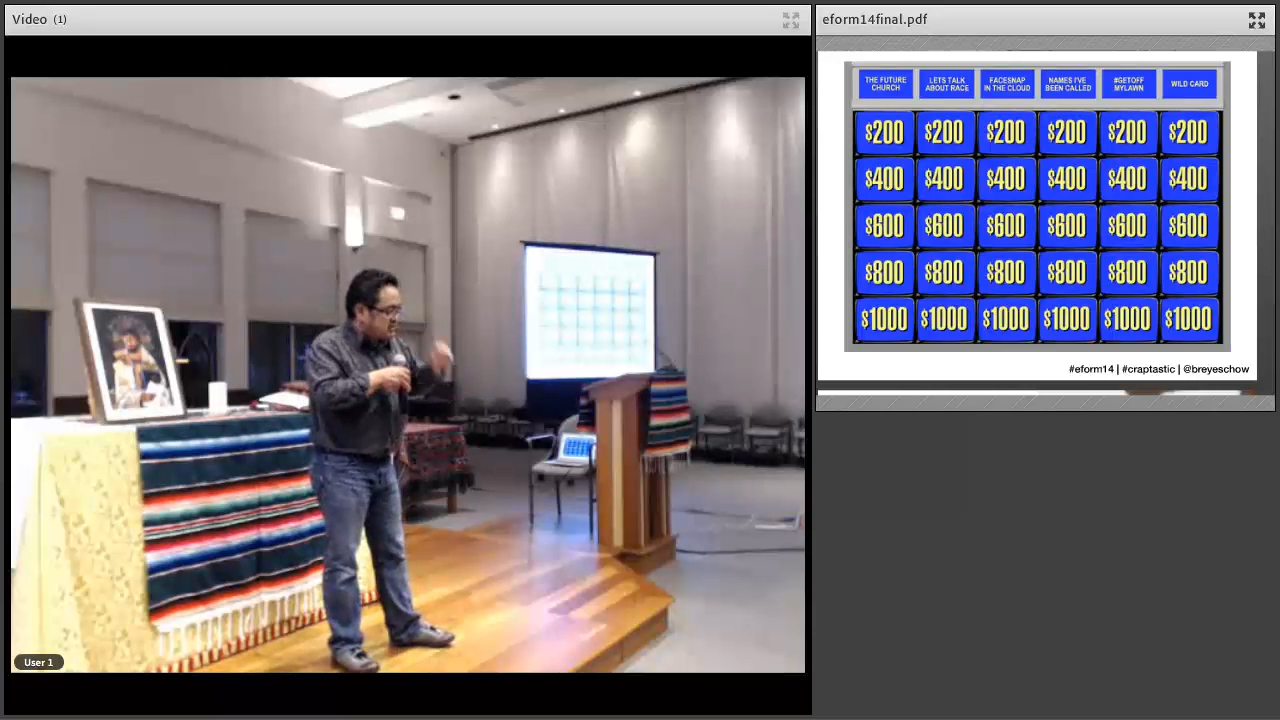 Video (1)
eform14final.pdf
THE FUTURE CHURCH
LETS TALK ABOUT RACE
FACESNAP IN THE CLOUD
NAMES I'VE BEEN CALLED
#GETOFF MYLAWN
WILD CARD
$200 $200 $200 $200 $200 $200
$400 $400 $400 $400 $400 $400
$600 $600 $600 $600 $600 $600
$800 $800 $800 $800 $800 $800
$1000 $1000 $1000 $1000 $1000 $1000
#eform14 | #craptastic | @breyeschow
User 1